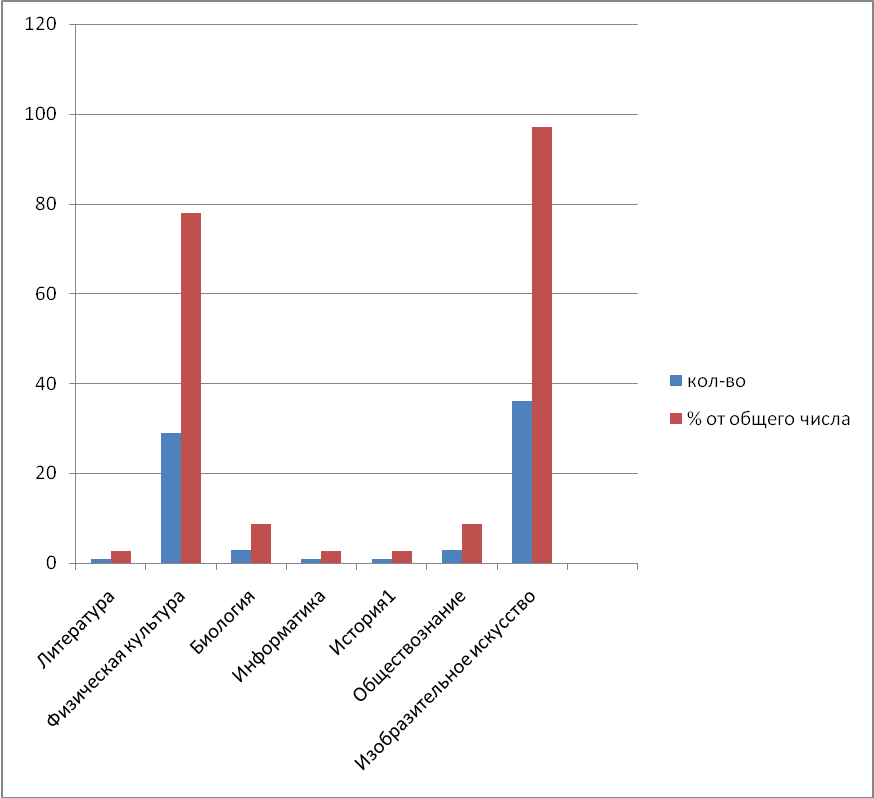 120
100
80
60
40
20
0
Литература
Физическая культура
Биология
Информатика
История1
Обществознание
Изобразительное искусство
кол-во
% от общего числа